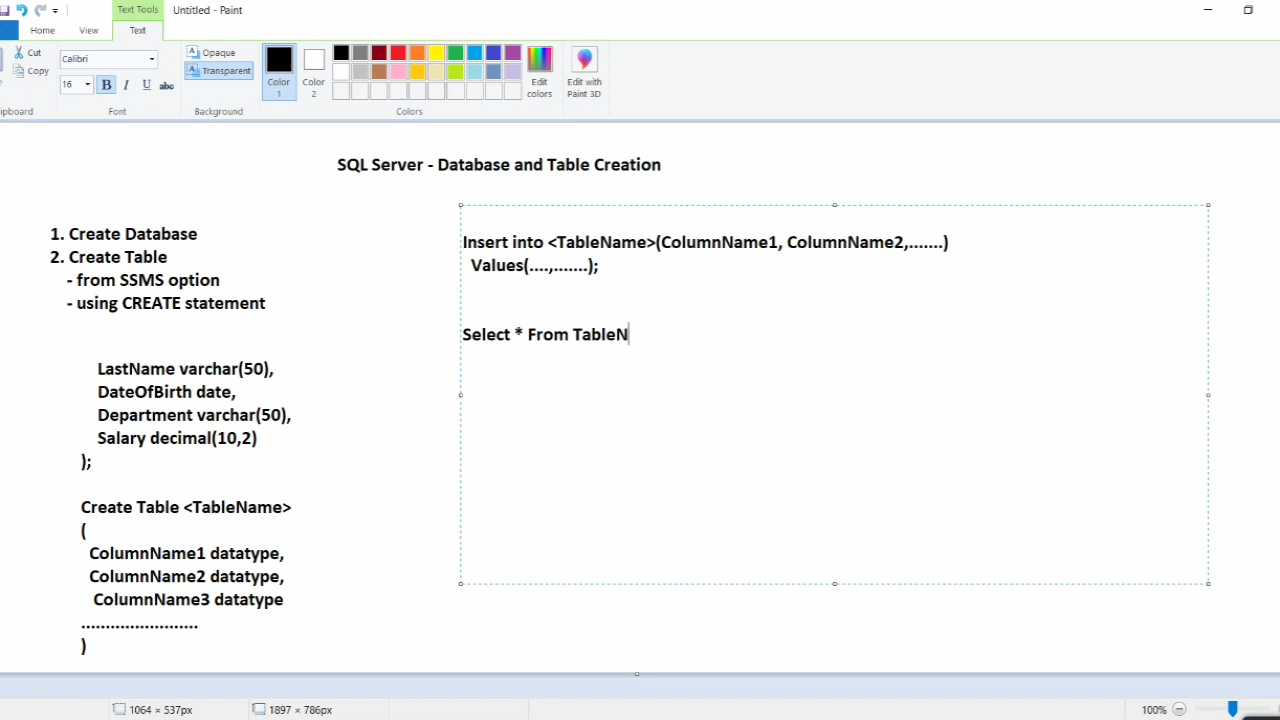 Text Tools
Untitled - Paint
Home
View
Text
Cut
Copy
ipboard
Calibri
16
B I U abc
Font
Opaque
Transparent
Background
Color 1
Color 2
Edit colors
Colors
Edit with Paint 3D
SQL Server - Database and Table Creation
1. Create Database
2. Create Table
- from SSMS option
- using CREATE statement
LastName varchar(50),
DateOfBirth date,
Department varchar(50),
Salary decimal(10,2)
);
Create Table <TableName>
(
ColumnName1 datatype,
ColumnName2 datatype,
ColumnName3 datatype
..........................
)
Insert into <TableName>(ColumnName1, ColumnName2,.......)
Values(....,.......);
Select * From TableN
1064 × 537px
1897 × 786px
100%